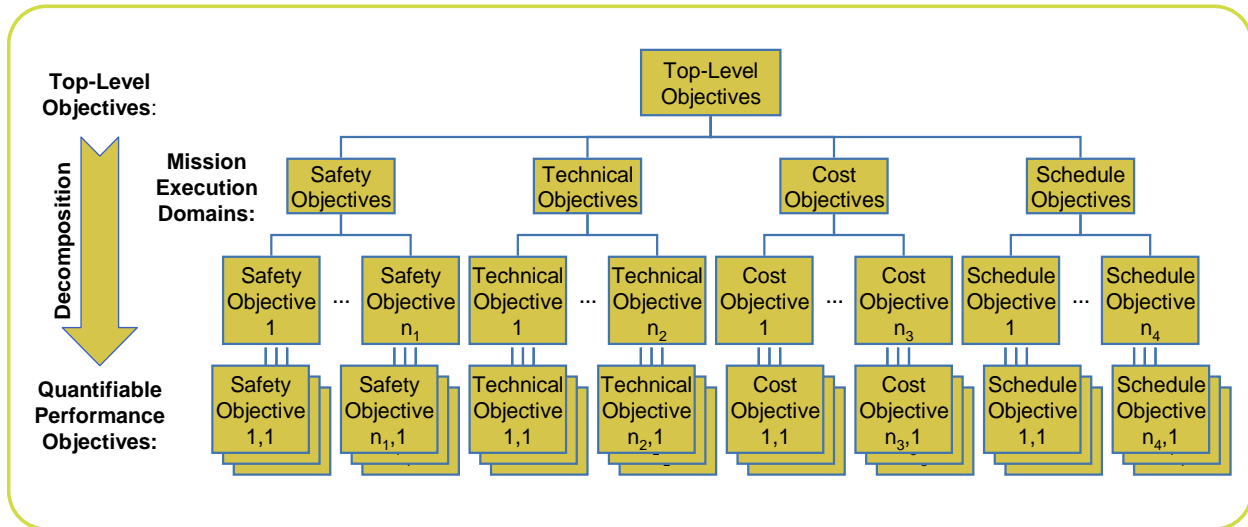 Top-Level
Objectives:
Top-Level
Objectives
Decomposition
Mission
Execution
Domains:
Safety
Objectives
Technical
Objectives
Cost
Objectives
Schedule
Objectives
Safety
Objective
1
...
Safety
Objective
n₁
Technical
Objective
1
...
Technical
Objective
n₂
Cost
Objective
1
...
Cost
Objective
n₃
Schedule
Objective
1
...
Schedule
Objective
n₄
Quantifiable
Performance
Objectives:
Safety
Objective
1,1
Safety
Objective
n₁,1
Technical
Objective
1,1
Technical
Objective
n₂,1
Cost
Objective
1,1
Cost
Objective
n₃,1
Schedule
Objective
1,1
Schedule
Objective
n₄,1